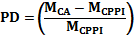 PD = (M_CA − M_CPPI / M_CPPI)